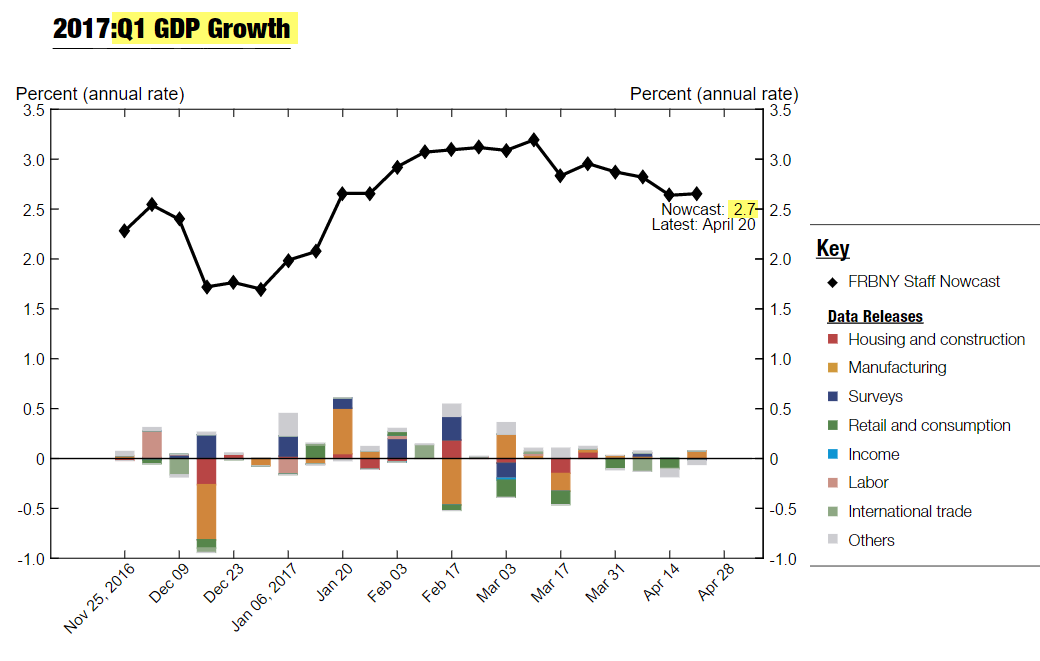 2017:Q1 GDP Growth
Percent (annual rate)
Percent (annual rate)
3.5
3.0
2.5
2.0
1.5
1.0
0.5
0
-0.5
-1.0
3.5
3.0
2.5
2.0
1.5
1.0
0.5
0
-0.5
-1.0
Nowcast: 2.7
Latest: April 20
Nov 25, 2016
Dec 09
Dec 23
Jan 06, 2017
Jan 20
Feb 03
Feb 17
Mar 03
Mar 17
Mar 31
Apr 14
Apr 28
Key
FRBNY Staff Nowcast
Data Releases
Housing and construction
Manufacturing
Surveys
Retail and consumption
Income
Labor
International trade
Others